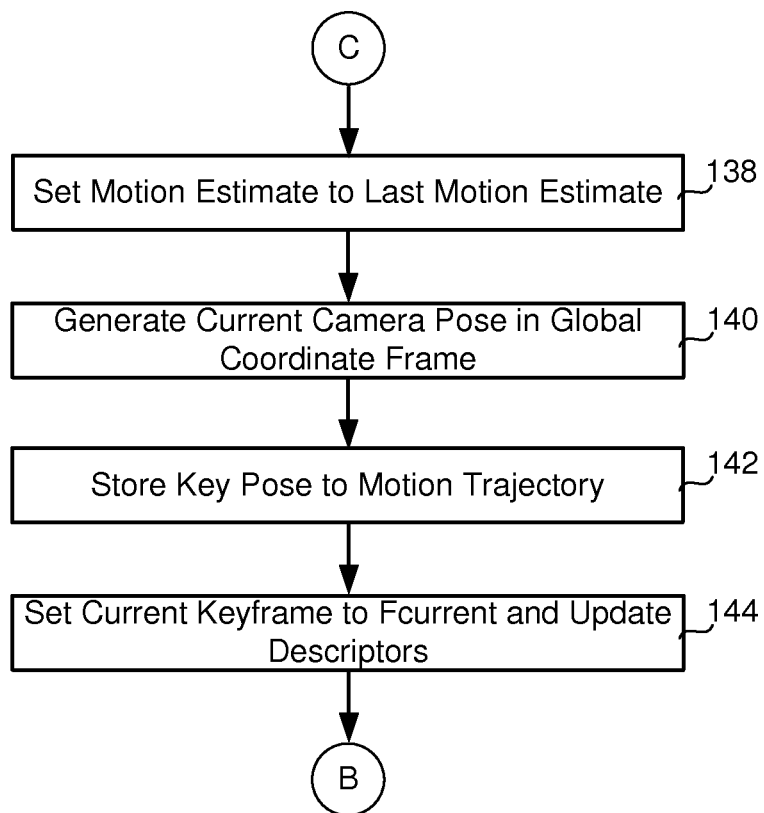 C
Set Motion Estimate to Last Motion Estimate
138
Generate Current Camera Pose in Global
Coordinate Frame
140
Store Key Pose to Motion Trajectory
142
Set Current Keyframe to Fcurrent and Update
Descriptors
144
B